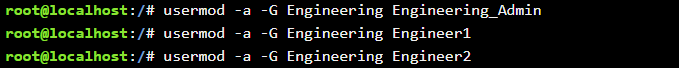 root@localhost:/# usermod -a -G Engineering Engineering_Admin
root@localhost:/# usermod -a -G Engineering Engineer1
root@localhost:/# usermod -a -G Engineering Engineer2